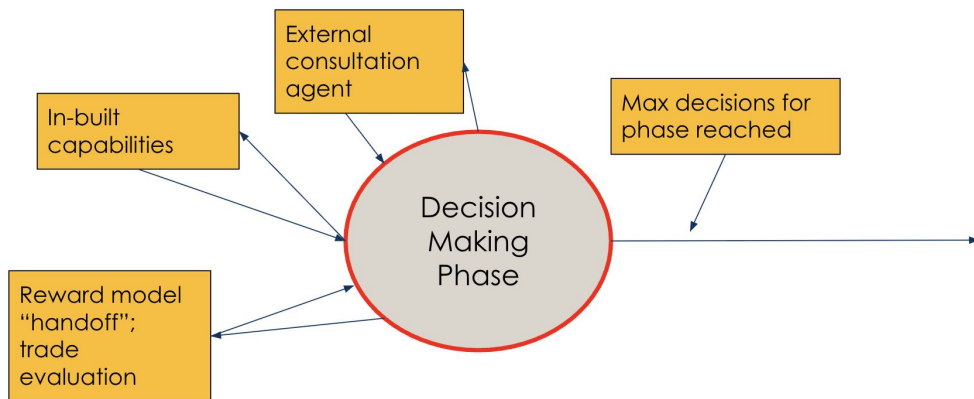 External
consultation
agent
In-built
capabilities
Max decisions for
phase reached
Decision
Making
Phase
Reward model
“handoff”;
trade
evaluation